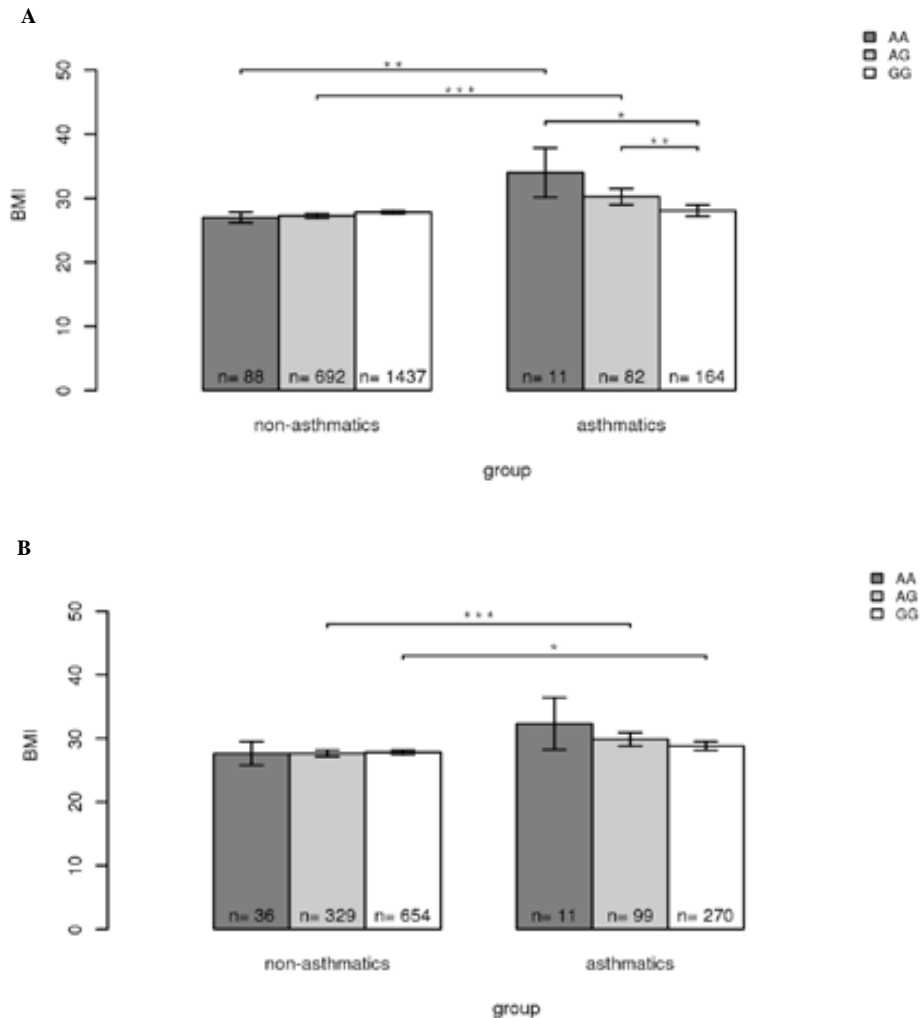 A
AA
AG
GG
50
40
30
20
10
0
BMI
**
***
*
**
n= 88 n= 692 n= 1437 n= 11 n= 82 n= 164
non-asthmatics asthmatics
group
B
AA
AG
GG
50
40
30
20
10
0
BMI
***
*
n= 36 n= 329 n= 654 n= 11 n= 99 n= 270
non-asthmatics asthmatics
group